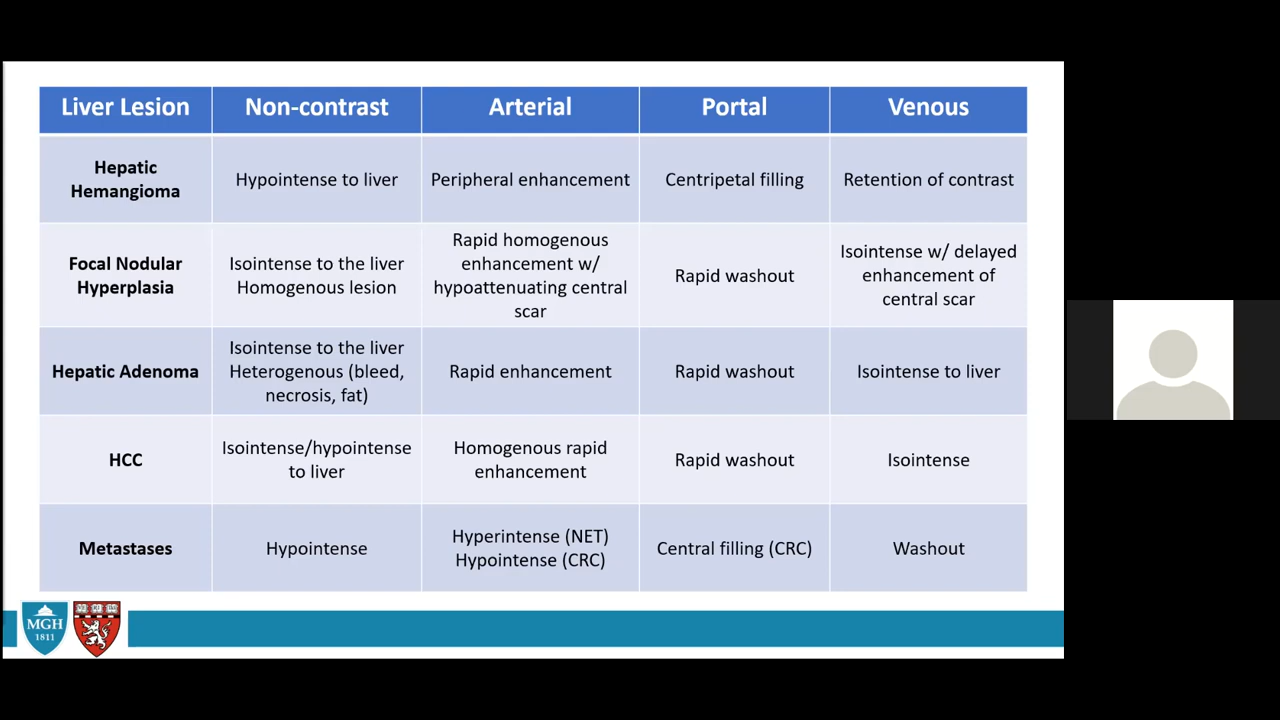 Liver Lesion
Non-contrast
Arterial
Portal
Venous
Hepatic
Hemangioma
Hypointense to liver
Peripheral enhancement
Centripetal filling
Retention of contrast
Focal Nodular
Hyperplasia
Isointense to the liver
Homogenous lesion
Rapid homogenous
enhancement w/
hypoattenuating central
scar
Rapid washout
Isointense w/ delayed
enhancement of
central scar
Hepatic Adenoma
Isointense to the liver
Heterogenous (bleed,
necrosis, fat)
Rapid enhancement
Rapid washout
Isointense to liver
HCC
Isointense/hypointense
to liver
Homogenous rapid
enhancement
Rapid washout
Isointense
Metastases
Hypointense
Hyperintense (NET)
Hypointense (CRC)
Central filling (CRC)
Washout
MGH
1811